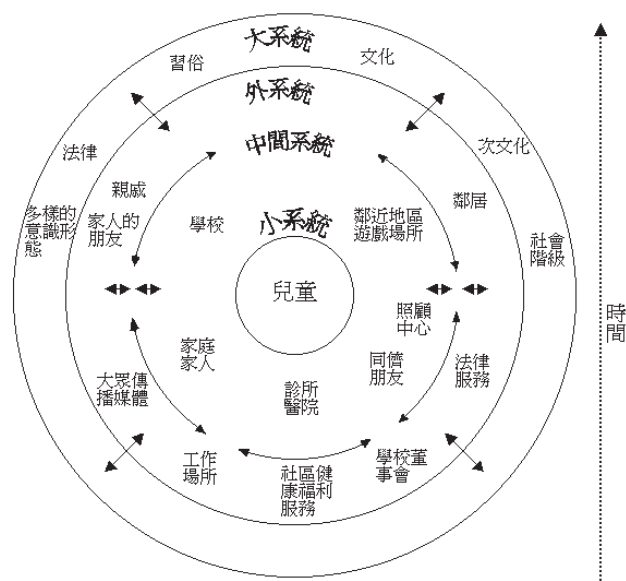 大系統
習俗
文化
外系統
法律
中間系統
次文化
親戚
多樣的
意識形
態
家人的
朋友
學校
小系統
鄰近地區
遊戲場所
鄰居
社會
階級
兒童
時
間
照顧
中心
家庭
家人
同儕
朋友
法律
服務
大眾傳
播媒體
診所
醫院
工作
場所
社區健
康福利
服務
學校董
事會